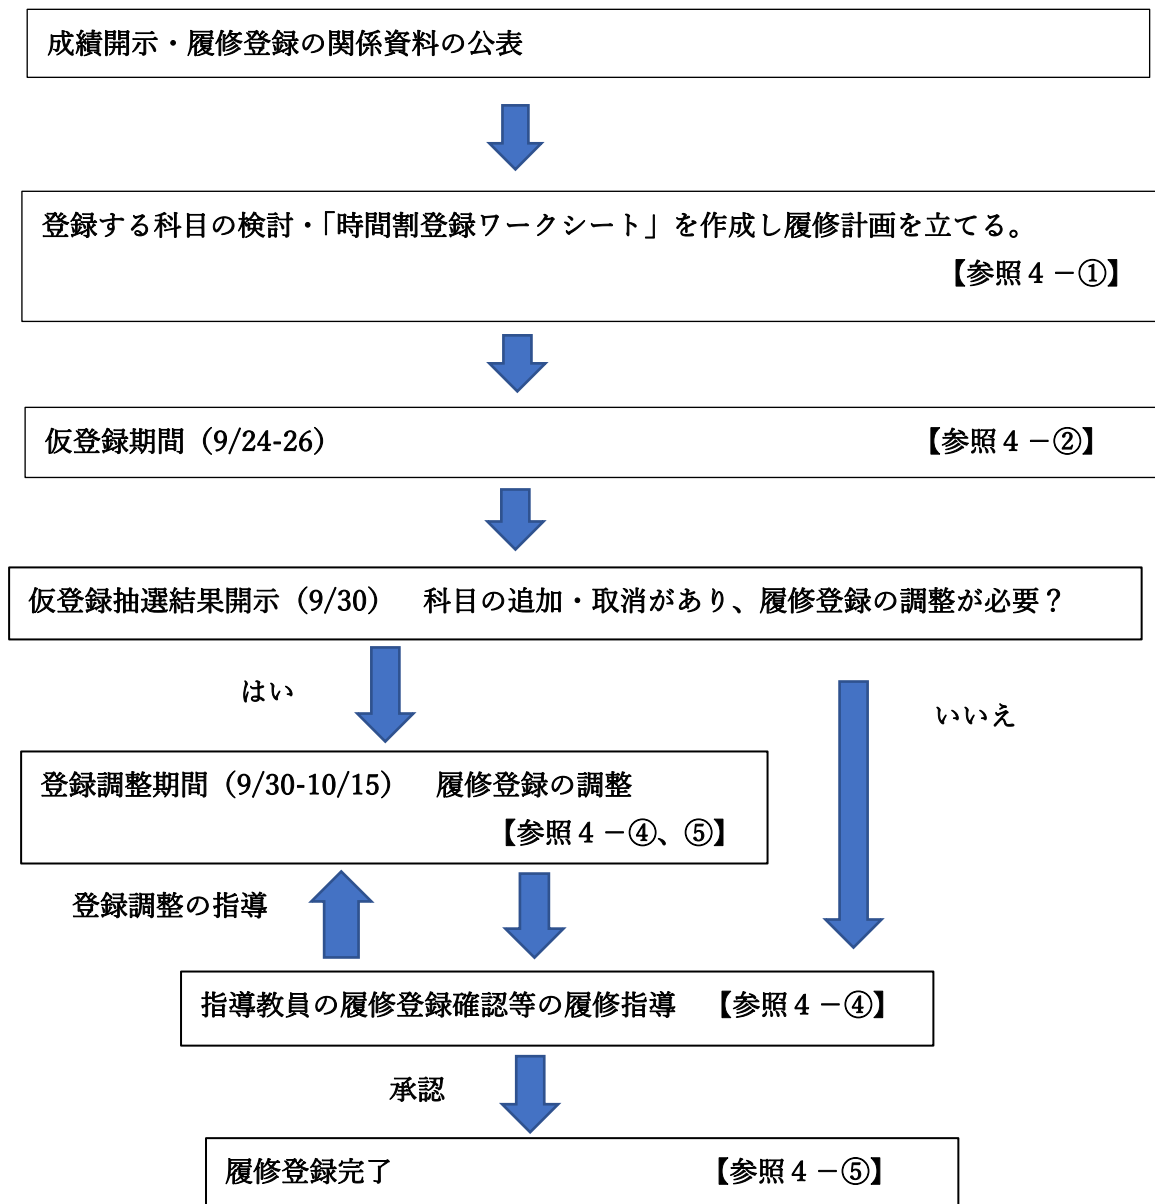 成績開示・履修登録の関係資料の公表
登録する科目の検討・「時間割登録ワークシート」を作成し履修計画を立てる。
【参照４－①】
仮登録期間（9/24-26） 【参照４－②】
仮登録抽選結果開示（9/30）　科目の追加・取消があり、履修登録の調整が必要？
はい
いいえ
登録調整期間（9/30-10/15）　履修登録の調整
【参照４－④、⑤】
登録調整の指導
指導教員の履修登録確認等の履修指導　【参照４－④】
承認
履修登録完了 【参照４－⑤】